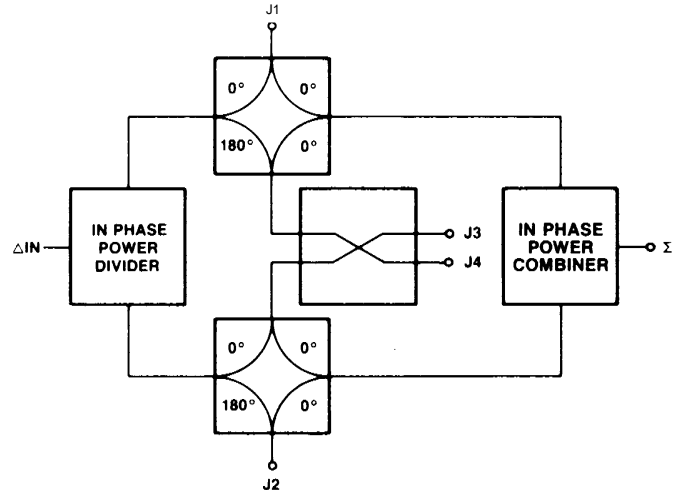 J1
0° 0°
180° 0°
△IN
IN PHASE
POWER
DIVIDER
J3
J4
IN PHASE
POWER
COMBINER
Σ
0° 0°
180° 0°
J2